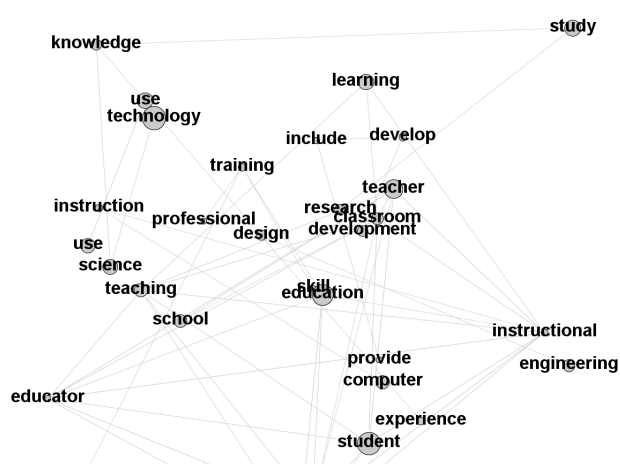 study
knowledge
learning
use
technology
develop
include
training
teacher
instruction
research
classroom
professional
development
design
use
science
skill
teaching
education
school
instructional
provide
engineering
computer
educator
experience
student